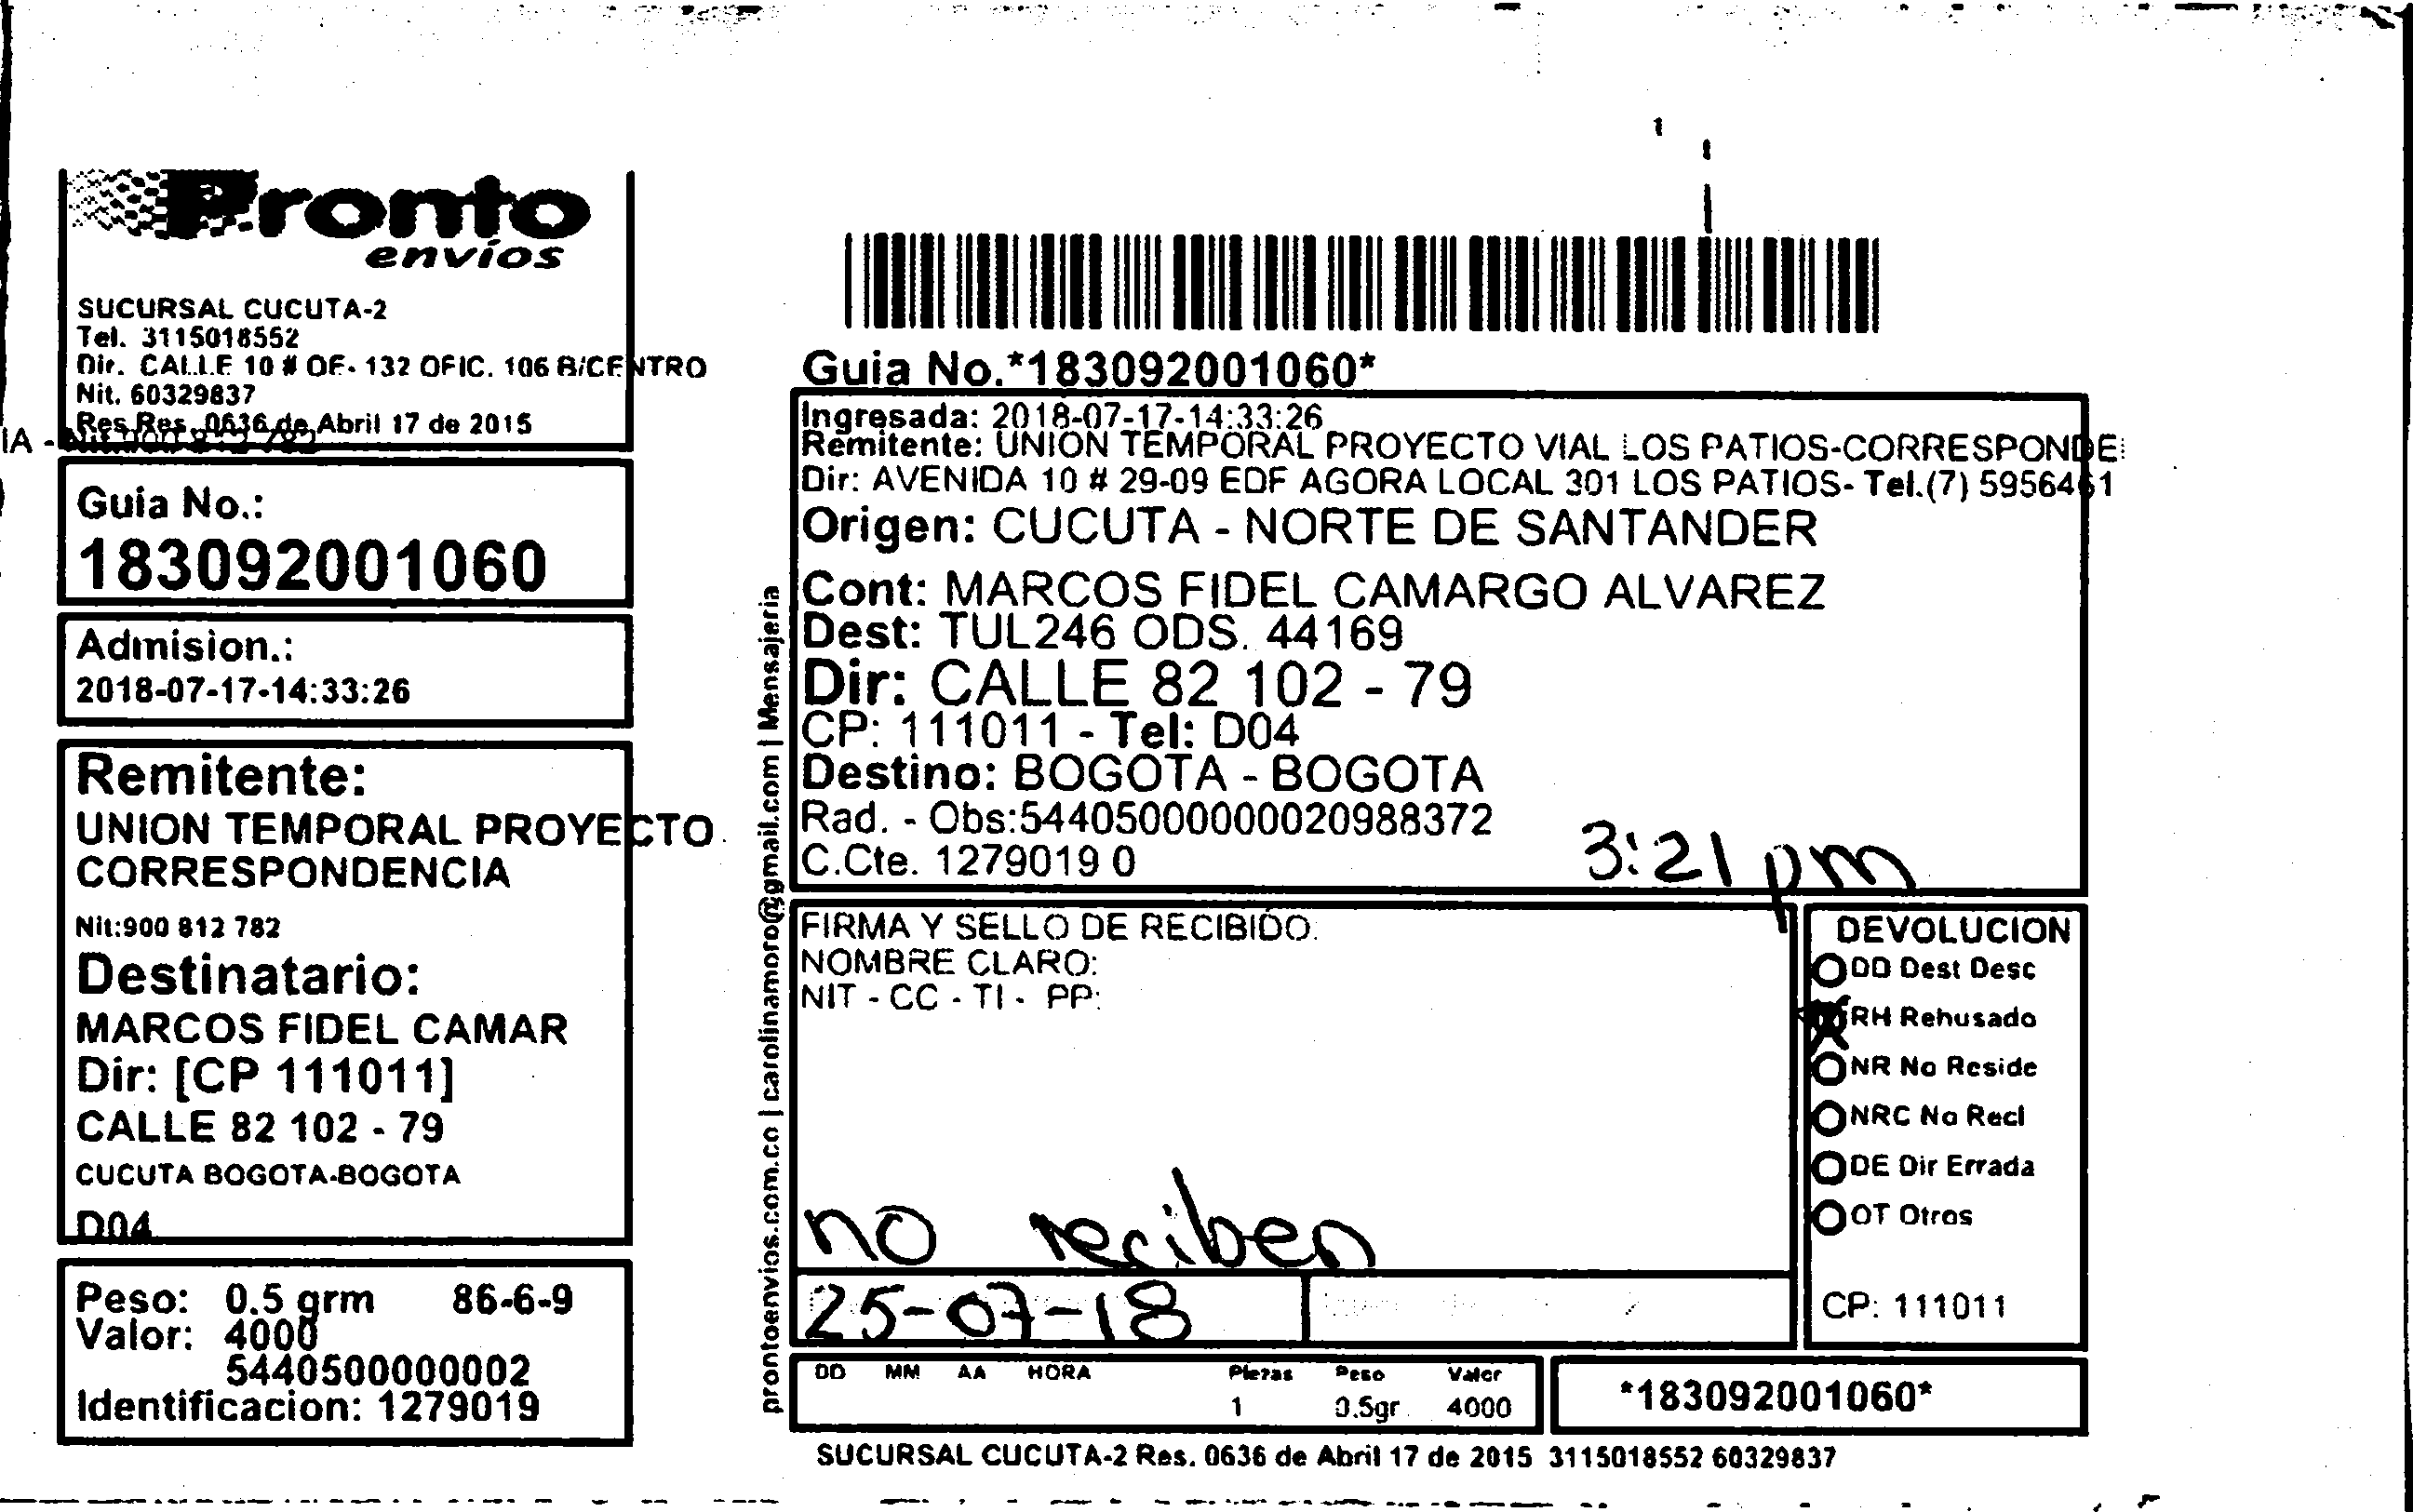 Pronto
envíos
SUCURSAL CUCUTA-2
Tel. 3115018552
Dir. CALLE 10 # OE- 132 OFIC. 106 B/CENTRO
Nit. 60329837
Res Res. 0636 de Abril 17 de 2015
IA - Nit 900 812 782
Guia No.:
183092001060
Admision.:
2018-07-17-14:33:26
Remitente:
UNION TEMPORAL PROYECTO
CORRESPONDENCIA
Nit:900 812 782
Destinatario:
MARCOS FIDEL CAMAR
Dir: [CP 111011]
CALLE 82 102 - 79
CUCUTA BOGOTA-BOGOTA
D04
Peso: 0.5 grm 86-6-9
Valor: 4000
5440500000002
Identificacion: 1279019
prontoenvios.com.co | carolinamoro@gmail.com | Mensajeria
Guia No.*183092001060*
Ingresada: 2018-07-17-14:33:26
Remitente: UNION TEMPORAL PROYECTO VIAL LOS PATIOS-CORRESPONDE
Dir: AVENIDA 10 # 29-09 EDF AGORA LOCAL 301 LOS PATIOS- Tel.(7) 5956461
Origen: CUCUTA - NORTE DE SANTANDER
Cont: MARCOS FIDEL CAMARGO ALVAREZ
Dest: TUL246 ODS. 44169
Dir: CALLE 82 102 - 79
CP: 111011 - Tel: D04
Destino: BOGOTA - BOGOTA
Rad. - Obs:544050000000020988372
C.Cte. 1279019 0
3:21 pm
FIRMA Y SELLO DE RECIBIDO:
NOMBRE CLARO:
NIT - CC - TI - PP:
no reciben
25-07-18
DEVOLUCION
DD Dest Desc
RH Rehusado
NR No Reside
NRC No Recl
DE Dir Errada
OT Otros
CP: 111011
DD MM AA HORA Piezas Peso Valor
1 0.5gr 4000
*183092001060*
SUCURSAL CUCUTA-2 Res. 0636 de Abril 17 de 2015 3115018552 60329837